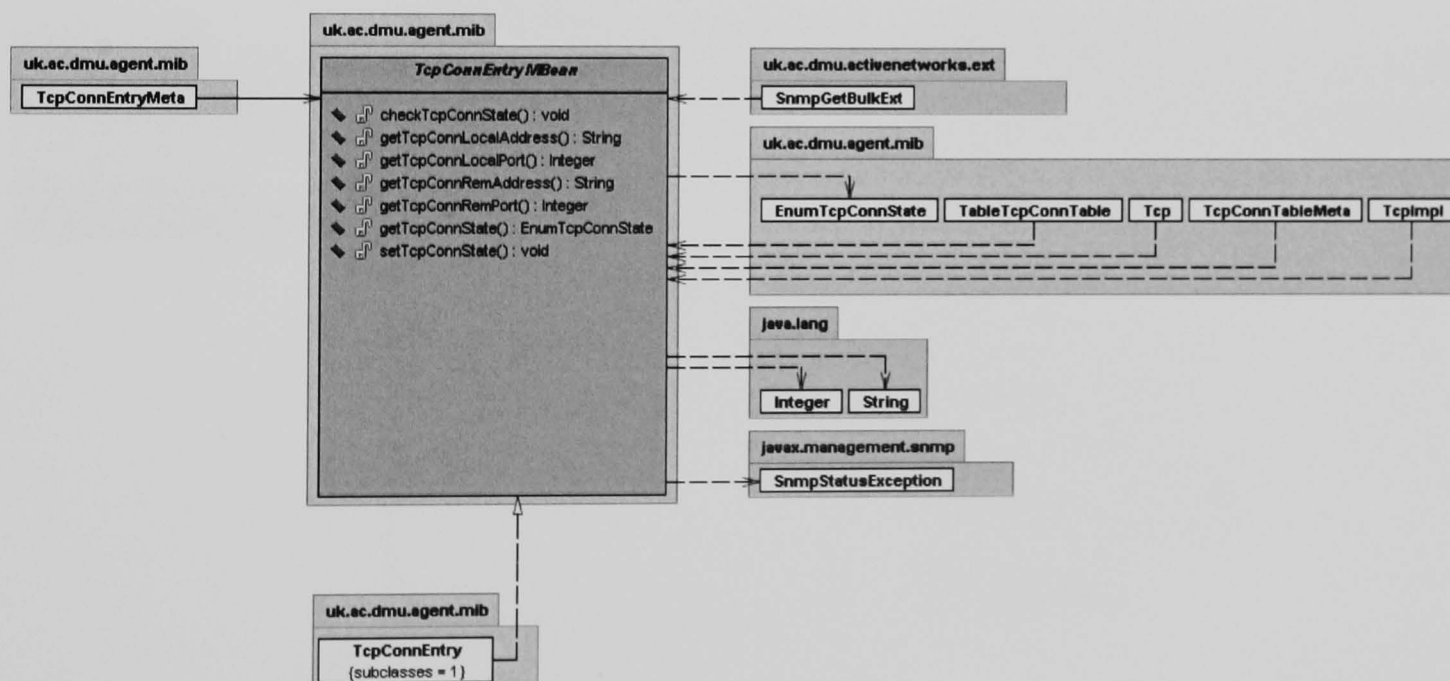 uk.ac.dmu.agent.mib
TcpConnEntryMeta
uk.ac.dmu.agent.mib
TcpConnEntryMBean
checkTcpConnState() : void
getTcpConnLocalAddress() : String
getTcpConnLocalPort() : Integer
getTcpConnRemAddress() : String
getTcpConnRemPort() : Integer
getTcpConnState() : EnumTcpConnState
setTcpConnState() : void
uk.ac.dmu.activenetworks.ext
SnmpGetBulkExt
uk.ac.dmu.agent.mib
EnumTcpConnState TableTcpConnTable Tcp TcpConnTableMeta TcpImpl
java.lang
Integer String
javax.management.snmp
SnmpStatusException
uk.ac.dmu.agent.mib
TcpConnEntry
{subclasses = 1}